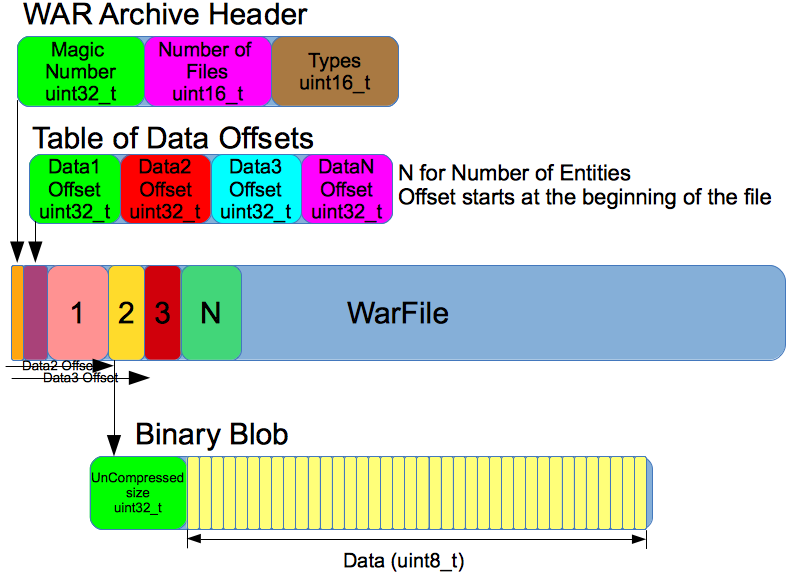 WAR Archive Header
Magic
Number
uint32_t
Number of
Files
uint16_t
Types
uint16_t
Table of Data Offsets
Data1
Offset
uint32_t
Data2
Offset
uint32_t
Data3
Offset
uint32_t
DataN
Offset
uint32_t
N for Number of Entities
Offset starts at the beginning of the file
1
2
3
N
WarFile
Data2 Offset
Data3 Offset
Binary Blob
UnCompressed
size
uint32_t
Data (uint8_t)